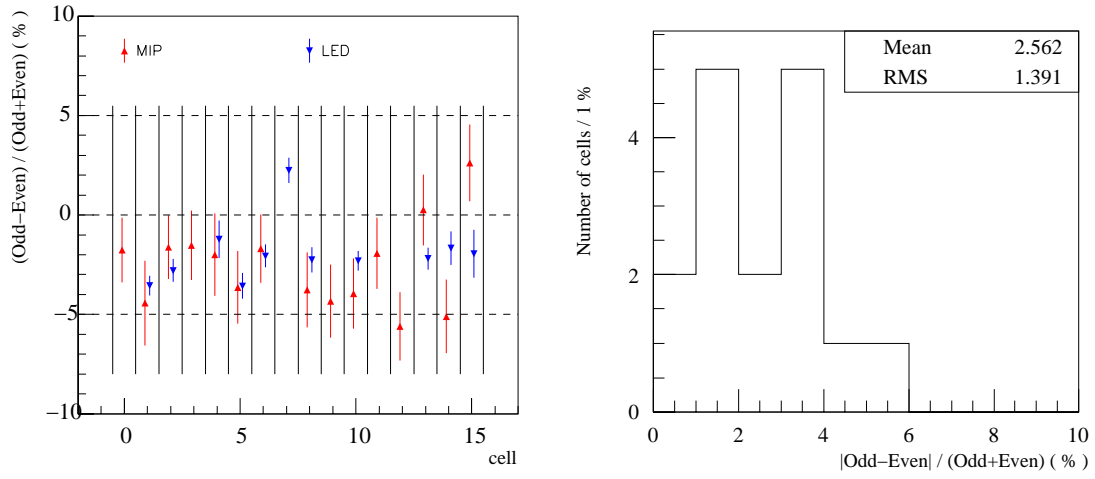 (Odd−Even) / (Odd+Even) ( % )
10
5
0
−5
−10
MIP
LED
0
5
10
15
cell
Number of cells / 1 %
4
2
0
Mean 2.562
RMS 1.391
0
2
4
6
8
10
|Odd−Even| / (Odd+Even) ( % )